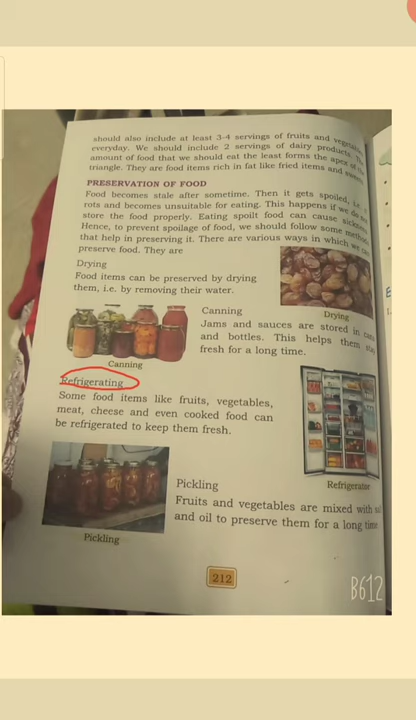 should also include at least 3-4 servings of fruits and vegetables
everyday. We should include 2 servings of dairy products. The
amount of food that we should eat the least forms the apex of the
triangle. They are food items rich in fat like fried items and sweets.
PRESERVATION OF FOOD
Food becomes stale after sometime. Then it gets spoiled, i.e. it
rots and becomes unsuitable for eating. This happens if we do not
store the food properly. Eating spoilt food can cause sickness.
Hence, to prevent spoilage of food, we should follow some methods
that help in preserving it. There are various ways in which we can
preserve food. They are
Drying
Food items can be preserved by drying
them, i.e. by removing their water.
Drying
Canning
Jams and sauces are stored in cans
and bottles. This helps them stay
fresh for a long time.
Canning
Refrigerating
Some food items like fruits, vegetables,
meat, cheese and even cooked food can
be refrigerated to keep them fresh.
Refrigerator
Pickling
Fruits and vegetables are mixed with
and oil to preserve them for a long time
Pickling
212
B612